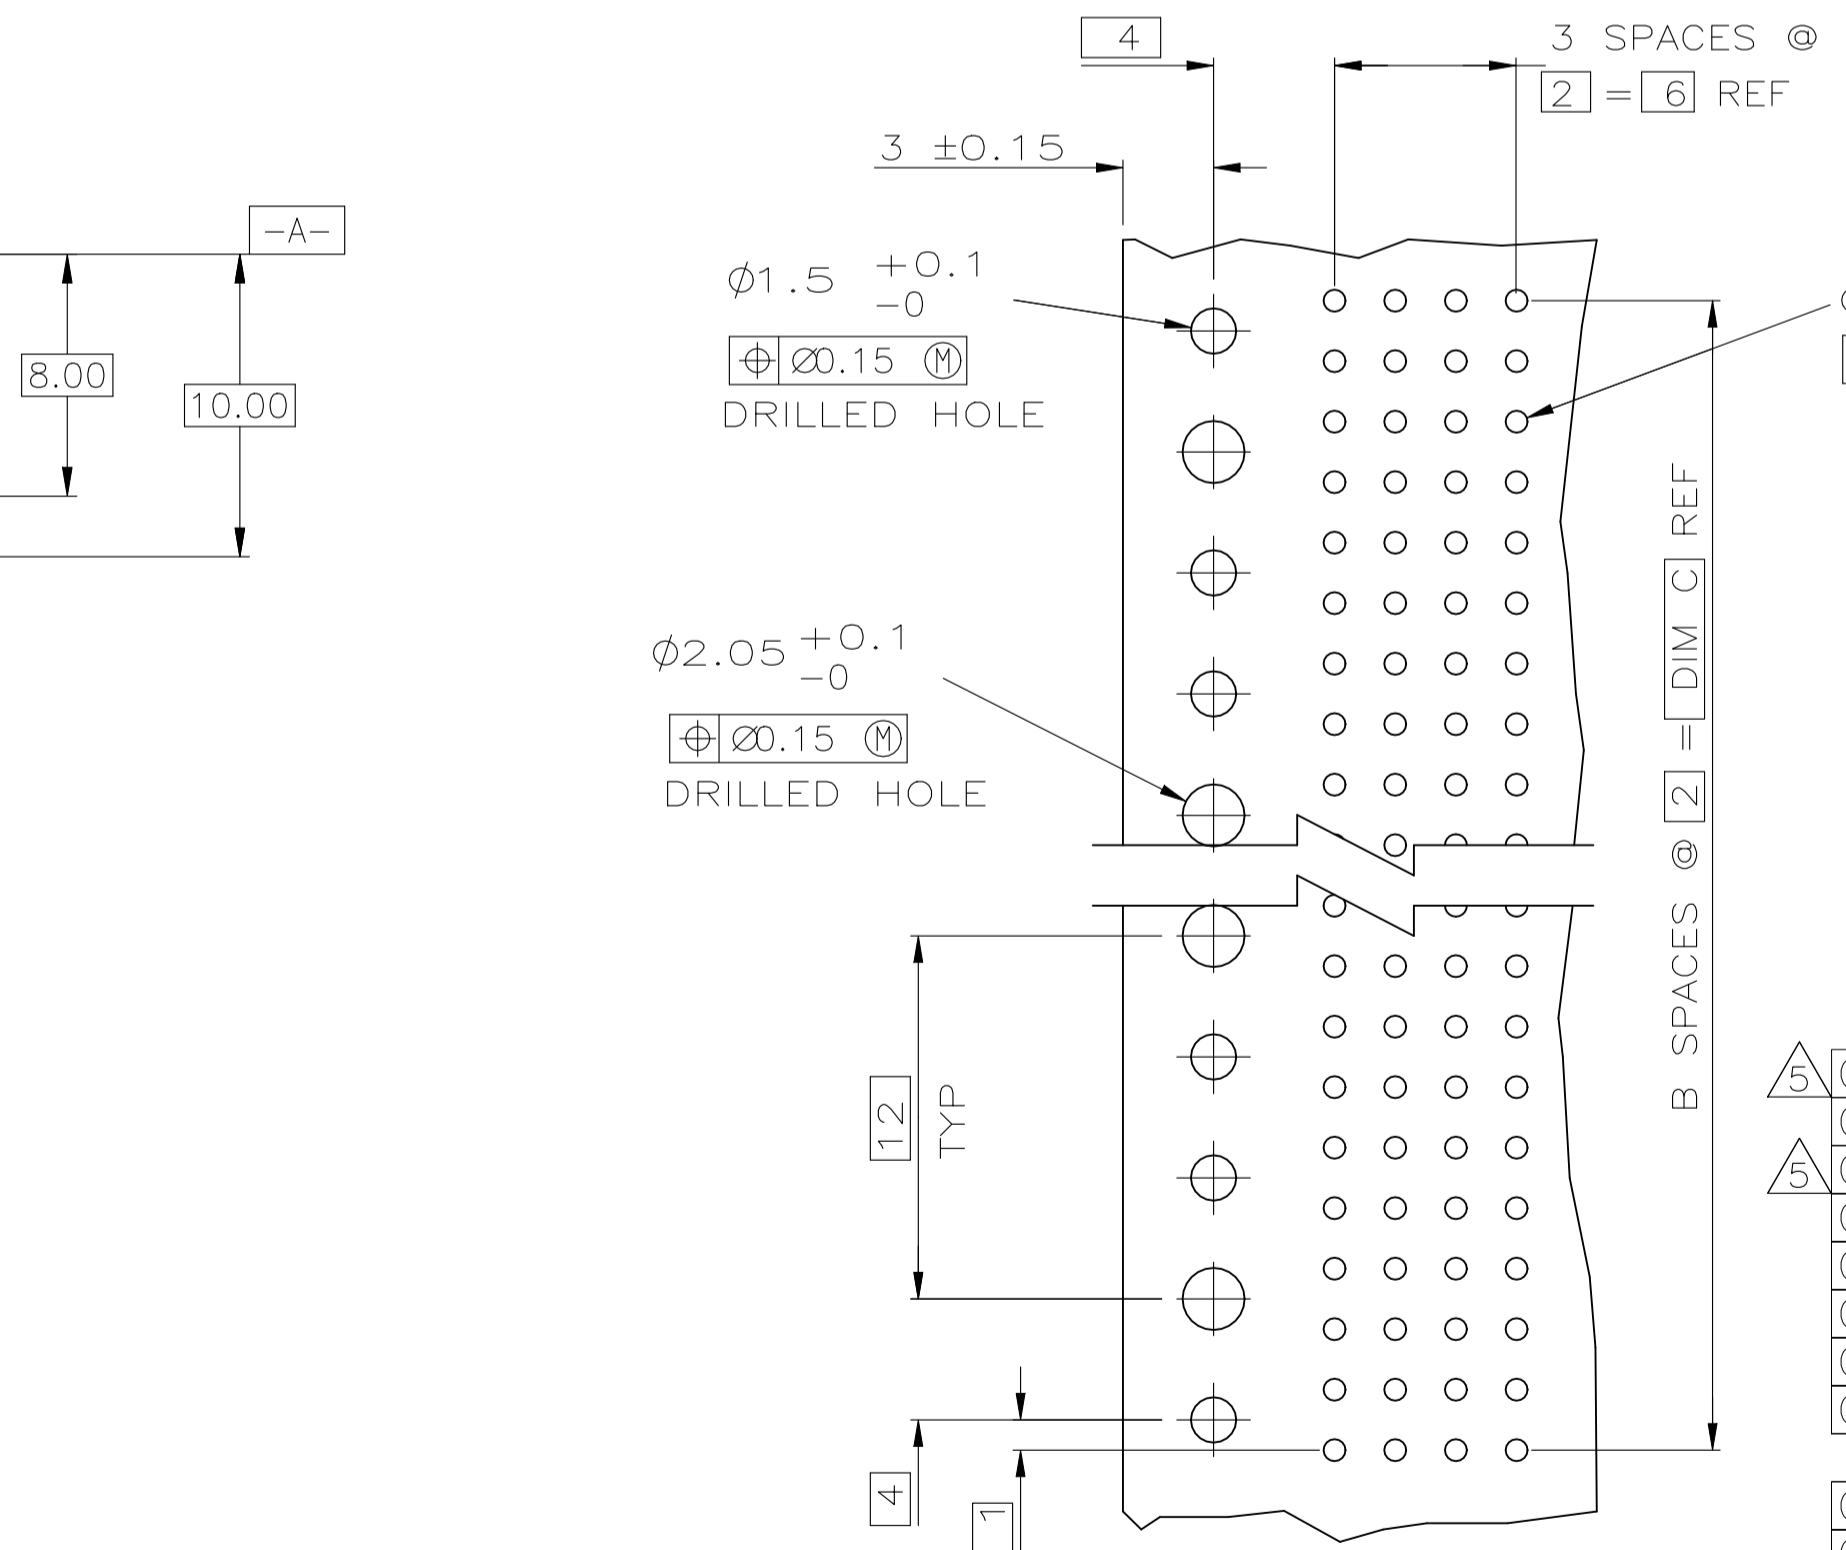 4
3 SPACES @
2 = 6 REF
3 ±0.15
-A-
Ø1.5 +0.1
-0
⌖ Ø0.15 Ⓜ
DRILLED HOLE
8.00
10.00
Ø2.05 +0.1
-0
⌖ Ø0.15 Ⓜ
DRILLED HOLE
B SPACES @ 2 = DIM C REF
12 TYP
5
5
4
1